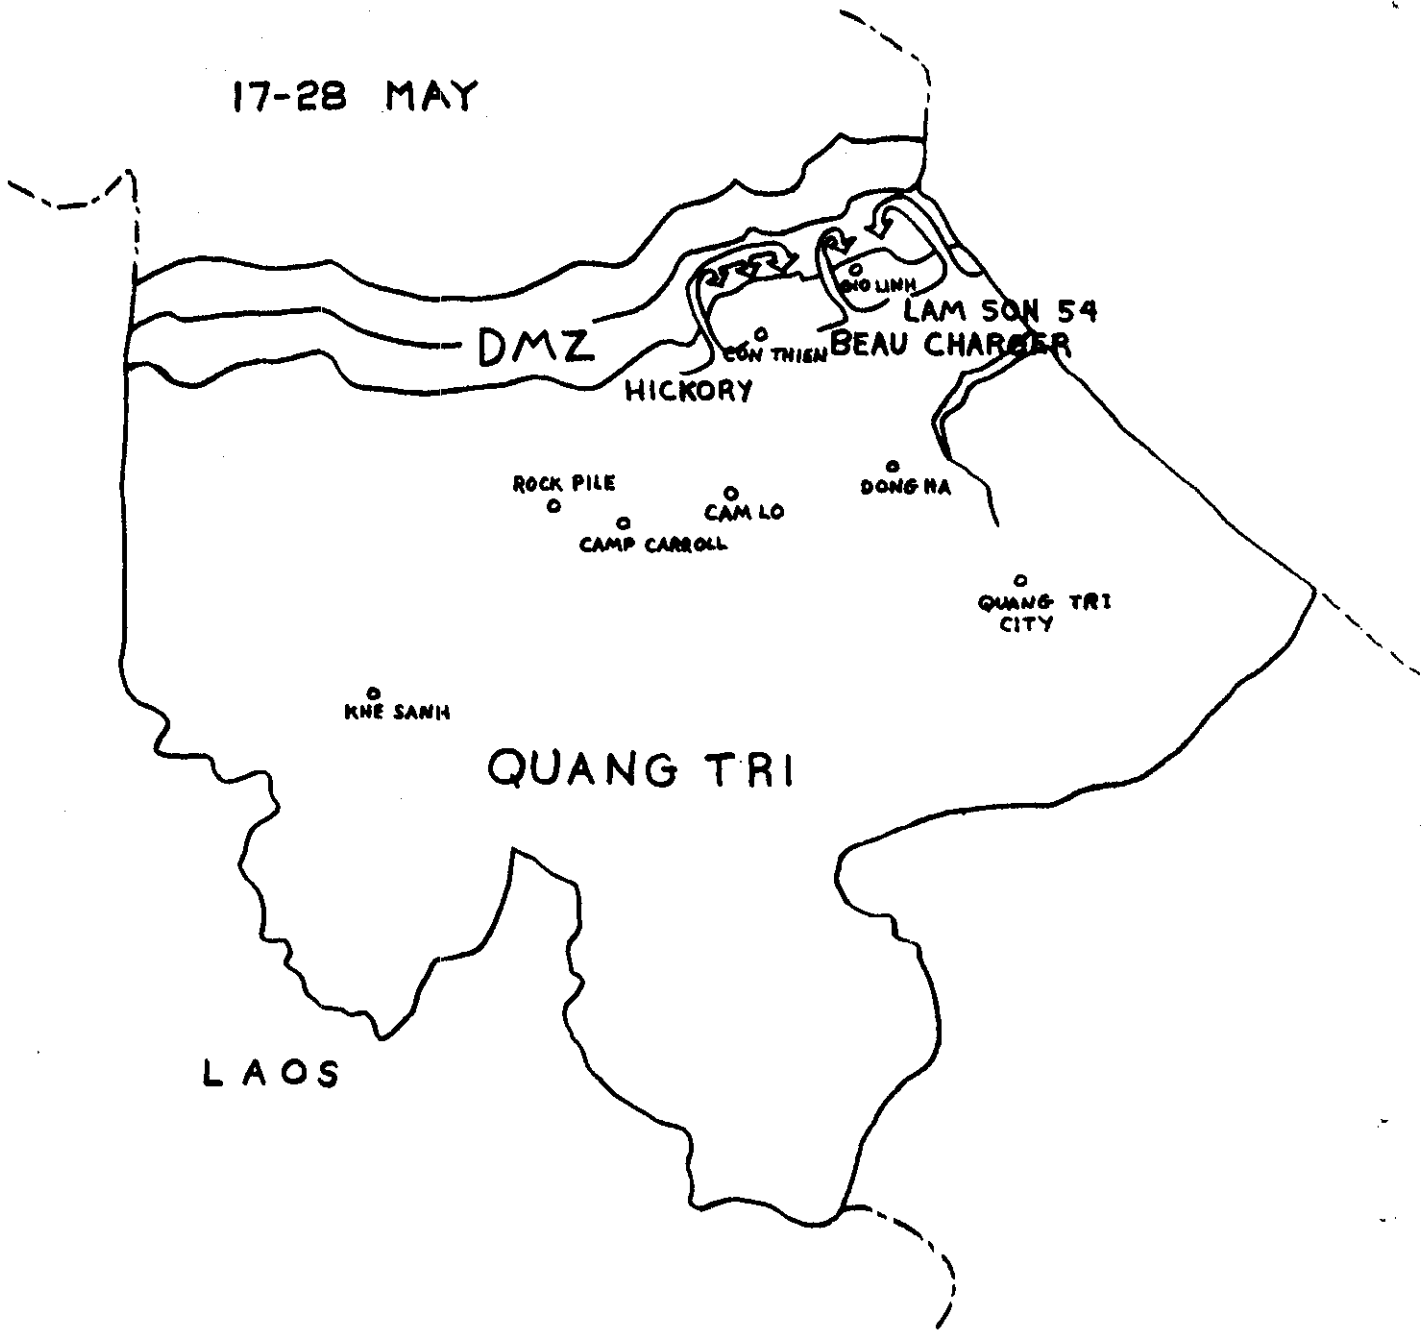 17-28 MAY
GIO LINH
LAM SON 54
DMZ
CON THIEN
BEAU CHARGER
HICKORY
ROCK PILE
DONG HA
CAM LO
CAMP CARROLL
QUANG TRI
CITY
KHE SANH
QUANG TRI
LAOS